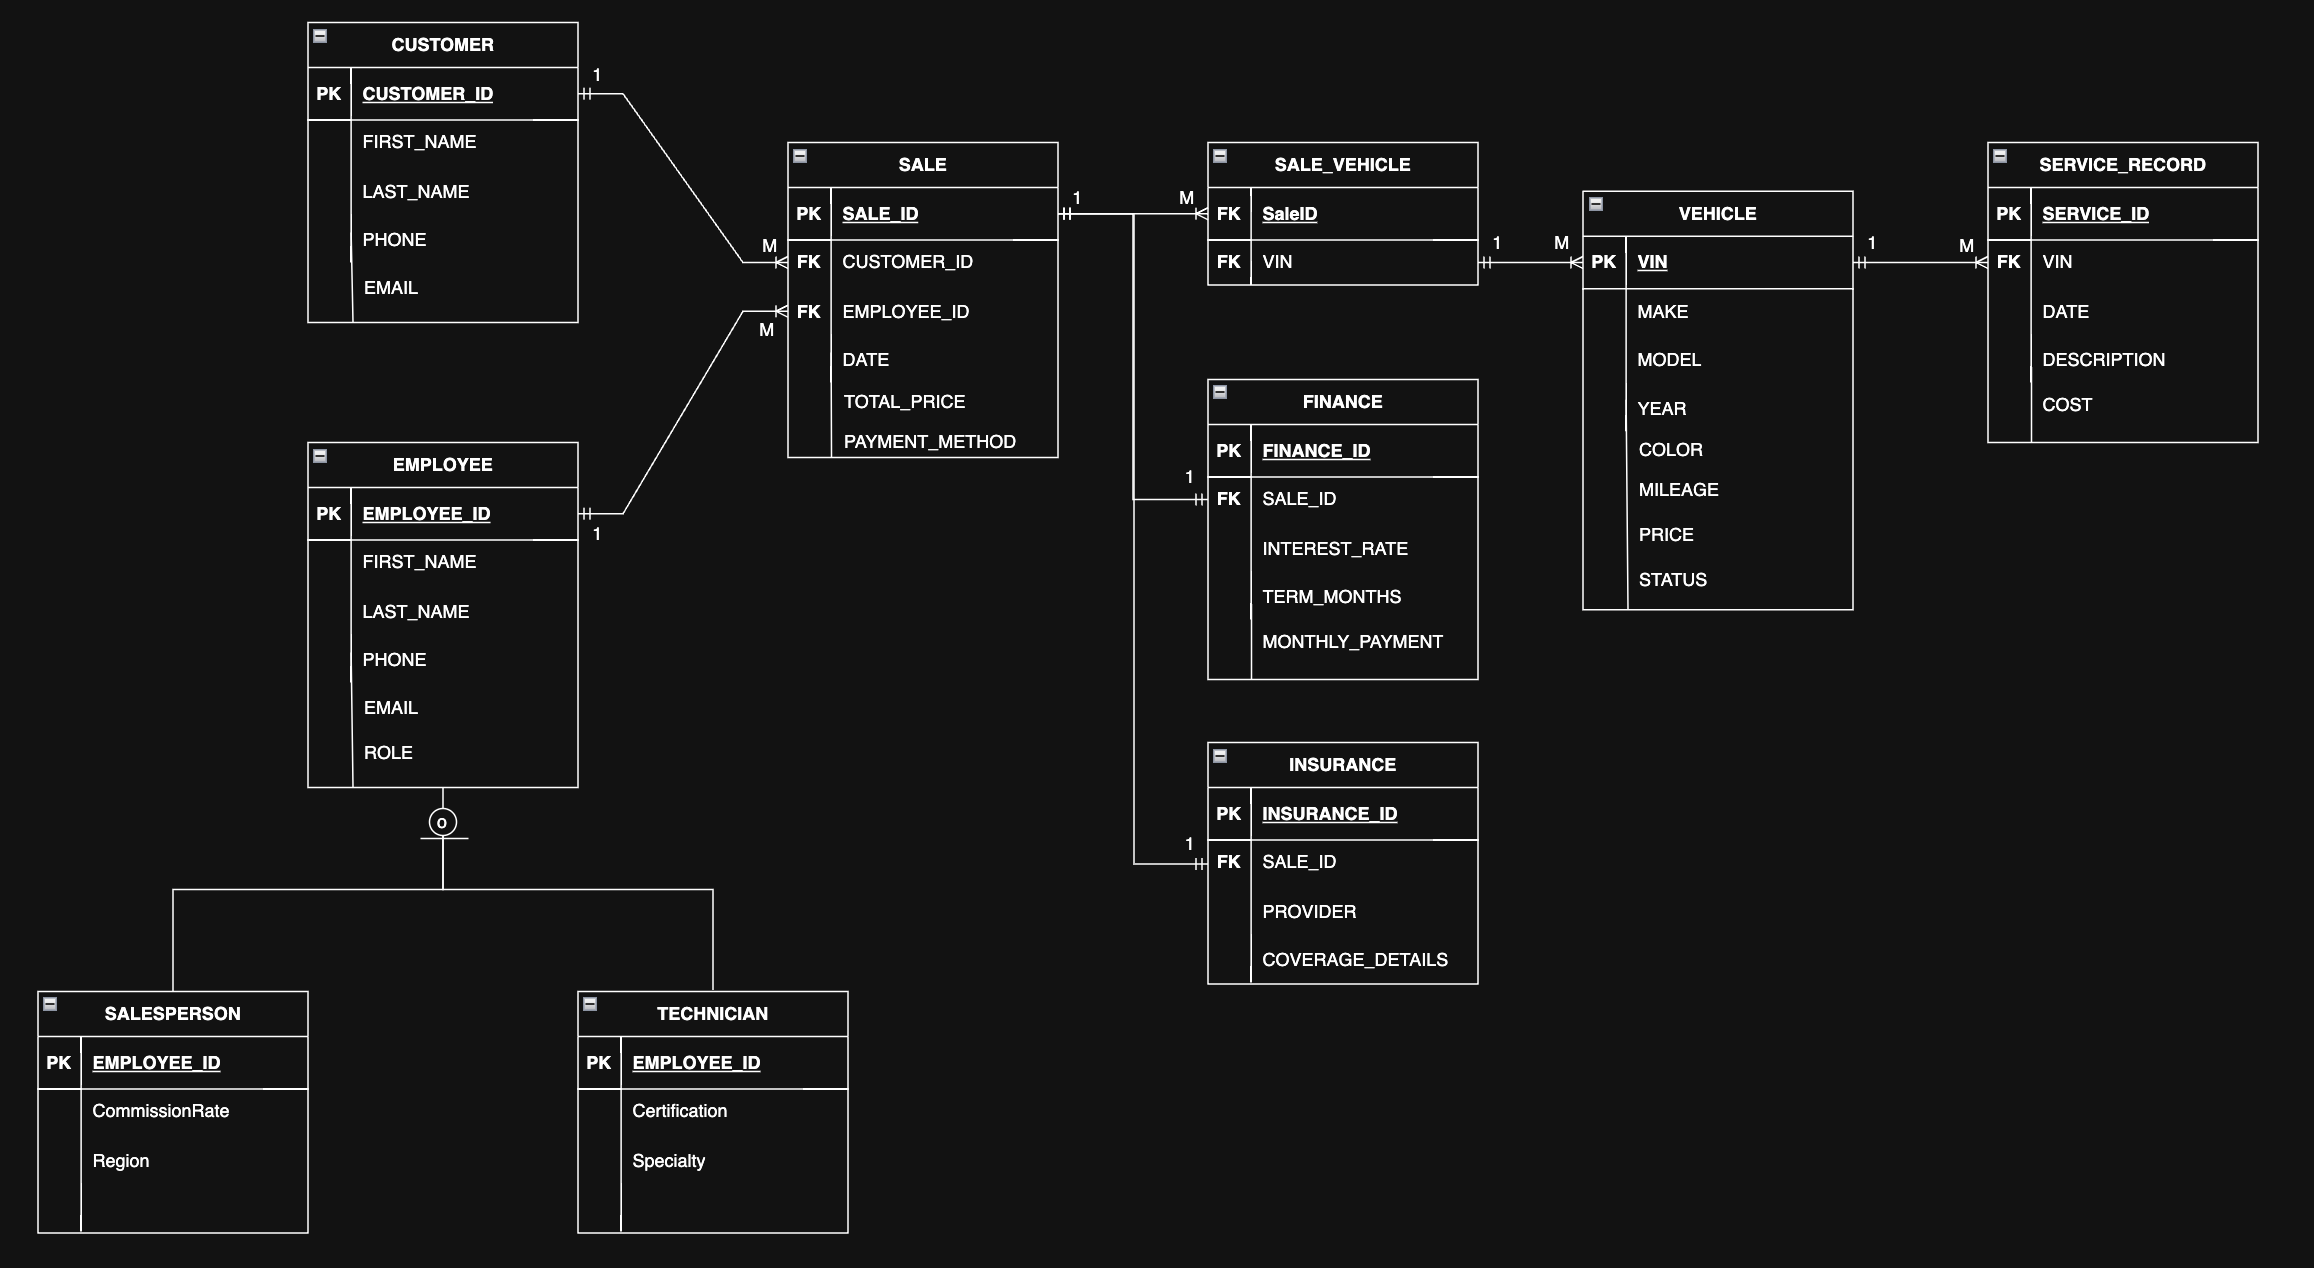 CUSTOMER
PK CUSTOMER_ID
FIRST_NAME
LAST_NAME
PHONE
EMAIL
1
M
EMPLOYEE
PK EMPLOYEE_ID
FIRST_NAME
LAST_NAME
PHONE
EMAIL
ROLE
1
M
o
SALESPERSON
PK EMPLOYEE_ID
CommissionRate
Region
TECHNICIAN
PK EMPLOYEE_ID
Certification
Specialty
SALE
PK SALE_ID
FK CUSTOMER_ID
FK EMPLOYEE_ID
DATE
TOTAL_PRICE
PAYMENT_METHOD
1
M
SALE_VEHICLE
FK SaleID
FK VIN
1
M
FINANCE
PK FINANCE_ID
1
FK SALE_ID
INTEREST_RATE
TERM_MONTHS
MONTHLY_PAYMENT
INSURANCE
PK INSURANCE_ID
1
FK SALE_ID
PROVIDER
COVERAGE_DETAILS
VEHICLE
PK VIN
MAKE
MODEL
YEAR
COLOR
MILEAGE
PRICE
STATUS
1
M
SERVICE_RECORD
PK SERVICE_ID
FK VIN
DATE
DESCRIPTION
COST